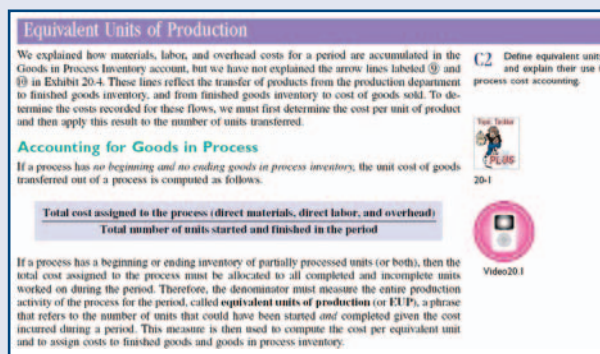 Equivalent Units of Production
We explained how materials, labor, and overhead costs for a period are accumulated in the
Goods in Process Inventory account, but we have not explained the arrow lines labeled ⑨ and
⑩ in Exhibit 20.4. These lines reflect the transfer of products from the production department
to finished goods inventory, and from finished goods inventory to cost of goods sold. To de-
termine the costs recorded for these flows, we must first determine the cost per unit of product
and then apply this result to the number of units transferred.
C2 Define equivalent units
and explain their use
process cost accounting.
PLUS
20-1
Accounting for Goods in Process
If a process has no beginning and no ending goods in process inventory, the unit cost of goods
transferred out of a process is computed as follows.
Total cost assigned to the process (direct materials, direct labor, and overhead)
Total number of units started and finished in the period
Video20.1
If a process has a beginning or ending inventory of partially processed units (or both), then the
total cost assigned to the process must be allocated to all completed and incomplete units
worked on during the period. Therefore, the denominator must measure the entire production
activity of the process for the period, called equivalent units of production (or EUP), a phrase
that refers to the number of units that could have been started and completed given the cost
incurred during a period. This measure is then used to compute the cost per equivalent unit
and to assign costs to finished goods and goods in process inventory.